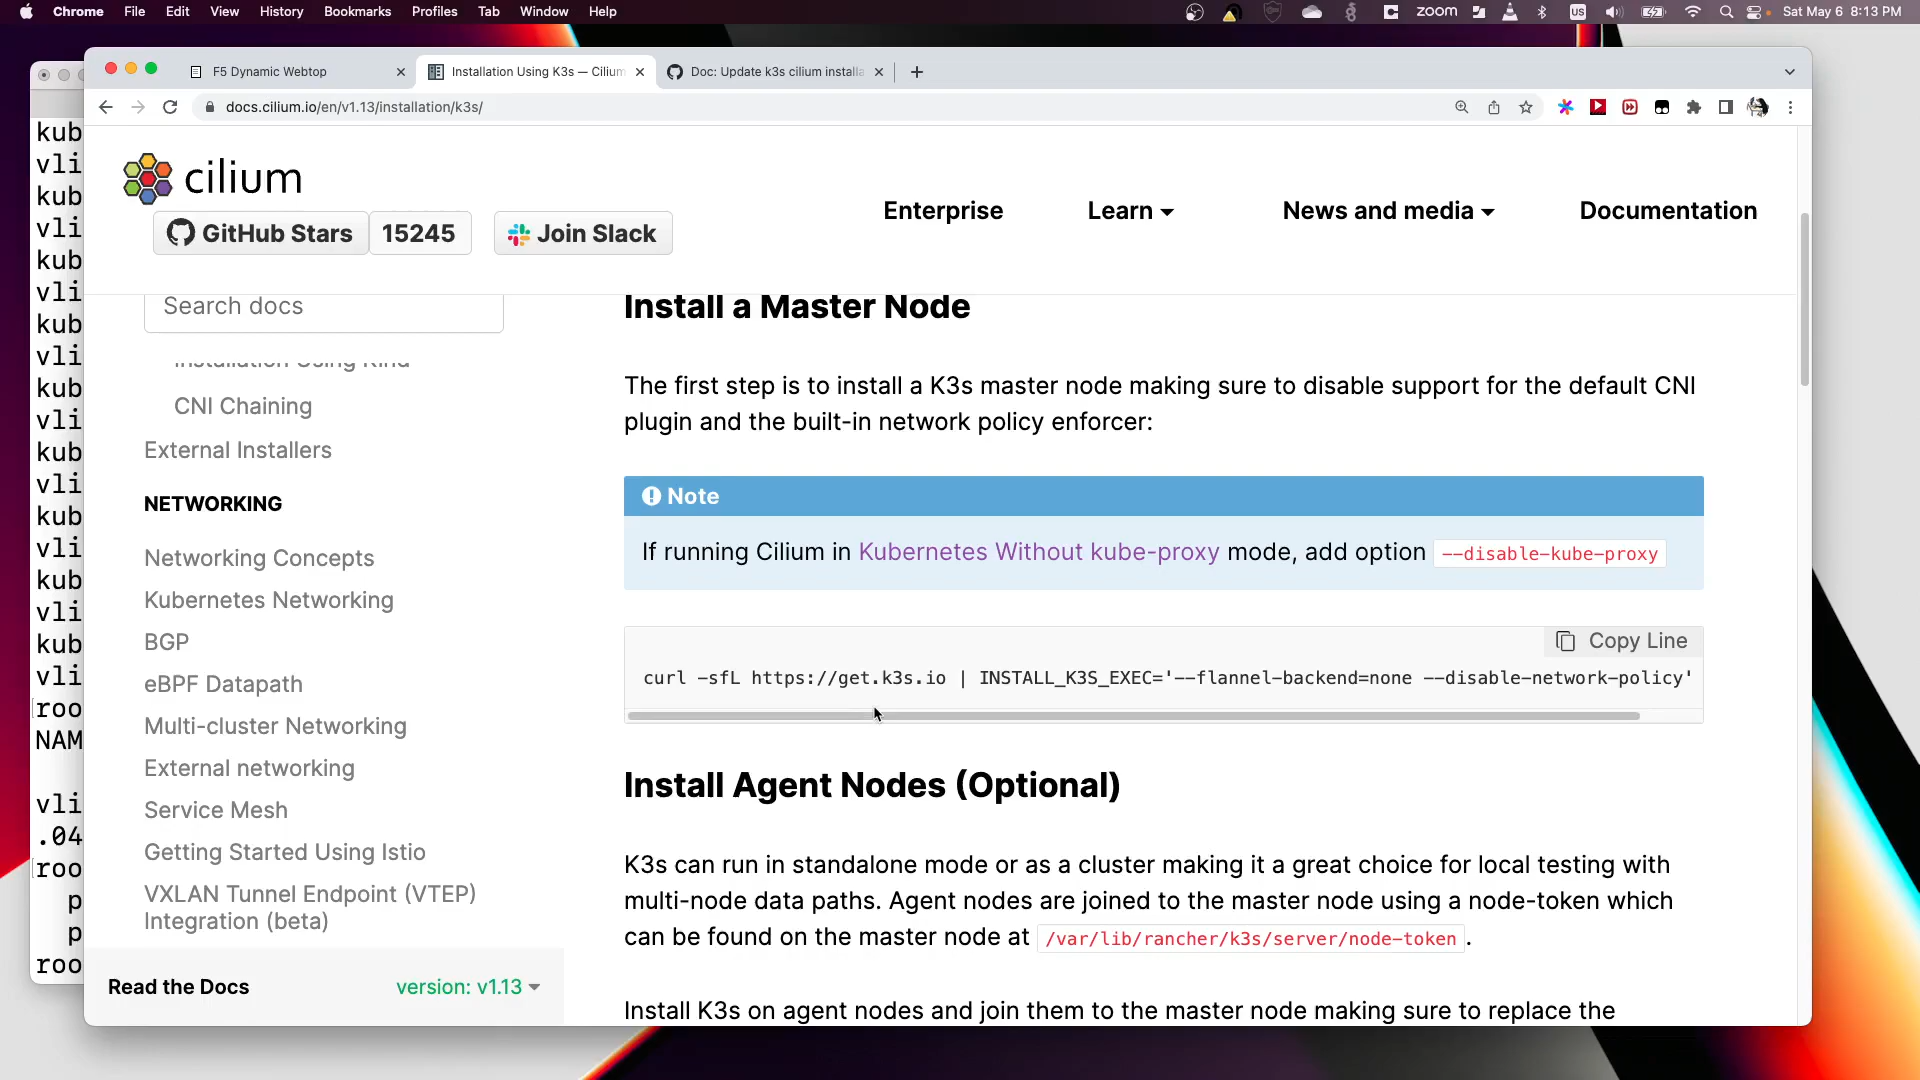 Chrome File Edit View History Bookmarks Profiles Tab Window Help
zoom US Sat May 6 8:13 PM
F5 Dynamic Webtop
Installation Using K3s — Cilium
Doc: Update k3s cilium installa
docs.cilium.io/en/v1.13/installation/k3s/
cilium
GitHub Stars 15245 Join Slack
Enterprise Learn News and media Documentation
Search docs
Installation Using Kind
CNI Chaining
External Installers
NETWORKING
Networking Concepts
Kubernetes Networking
BGP
eBPF Datapath
Multi-cluster Networking
External networking
Service Mesh
Getting Started Using Istio
VXLAN Tunnel Endpoint (VTEP)
Integration (beta)
Read the Docs version: v1.13
Install a Master Node
The first step is to install a K3s master node making sure to disable support for the default CNI
plugin and the built-in network policy enforcer:
Note
If running Cilium in Kubernetes Without kube-proxy mode, add option --disable-kube-proxy
Copy Line
curl -sfL https://get.k3s.io | INSTALL_K3S_EXEC='--flannel-backend=none --disable-network-policy'
Install Agent Nodes (Optional)
K3s can run in standalone mode or as a cluster making it a great choice for local testing with
multi-node data paths. Agent nodes are joined to the master node using a node-token which
can be found on the master node at /var/lib/rancher/k3s/server/node-token .
Install K3s on agent nodes and join them to the master node making sure to replace the
kub
vli
kub
vli
kub
vli
kub
vli
kub
vli
kub
vli
kub
vli
kub
vli
kub
vli
roo
NAM
vli
.04
roo
p
p
roo